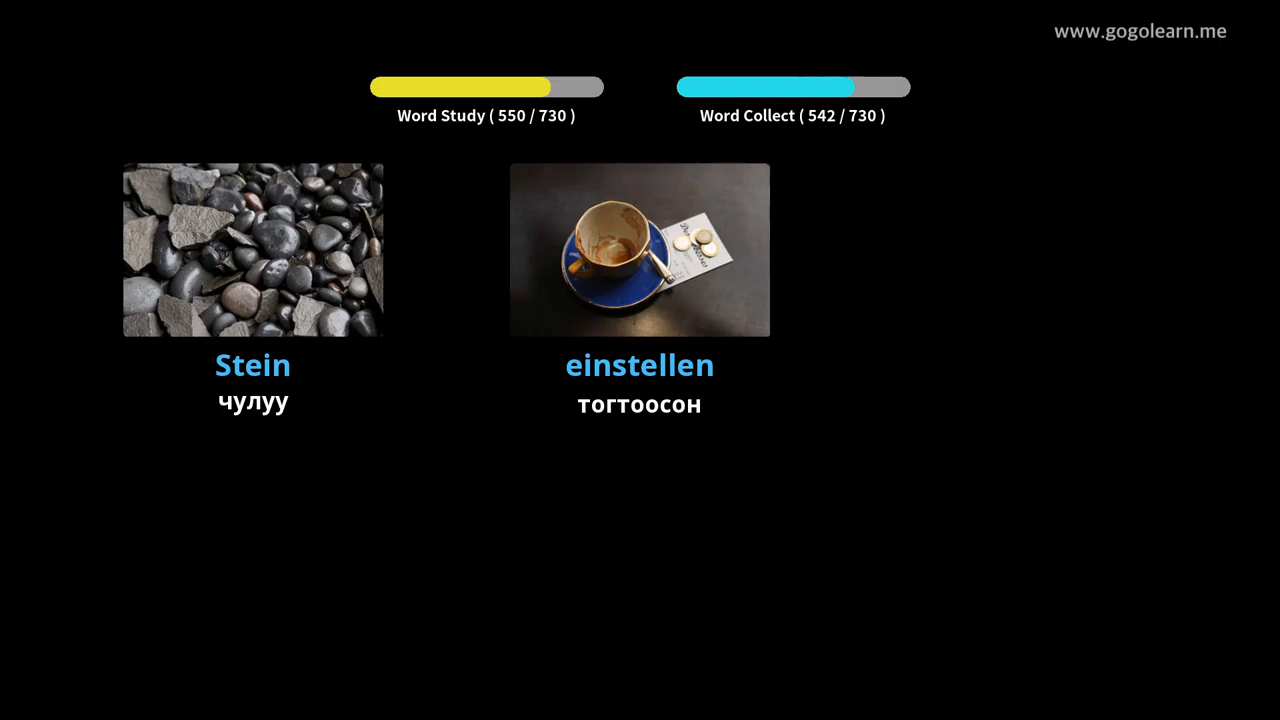 www.gogolearn.me
Word Study ( 550 / 730 )
Word Collect ( 542 / 730 )
Stein
чулуу
einstellen
тогтоосон